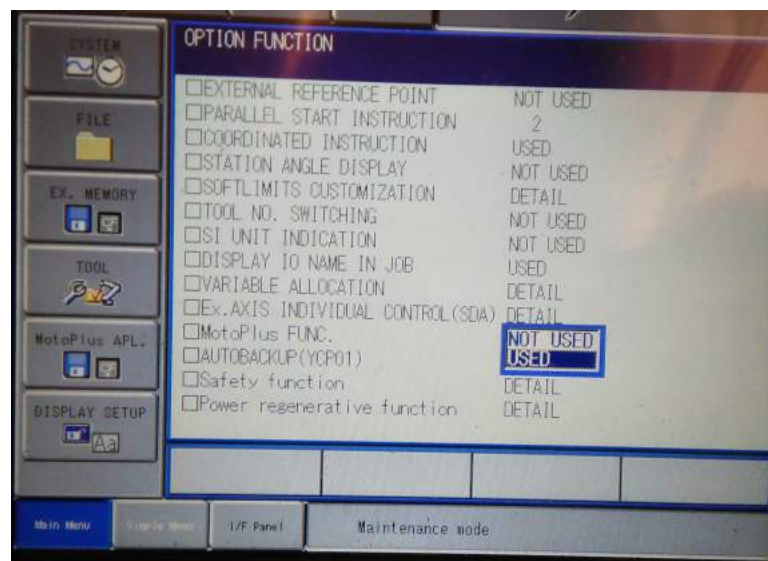 SYSTEM
FILE
EX. MEMORY
TOOL
MotoPlus APL.
DISPLAY SETUP
Aa
OPTION FUNCTION
□EXTERNAL REFERENCE POINT NOT USED
□PARALLEL START INSTRUCTION 2
□COORDINATED INSTRUCTION USED
□STATION ANGLE DISPLAY NOT USED
□SOFTLIMITS CUSTOMIZATION DETAIL
□TOOL NO. SWITCHING NOT USED
□SI UNIT INDICATION NOT USED
□DISPLAY IO NAME IN JOB USED
□VARIABLE ALLOCATION DETAIL
□Ex.AXIS INDIVIDUAL CONTROL(SDA) DETAIL
□MotoPlus FUNC. NOT USED
□AUTOBACKUP(YCP01) USED
□Safety function DETAIL
□Power regenerative function DETAIL
Main Menu Simple Menu I/F Panel Maintenance mode